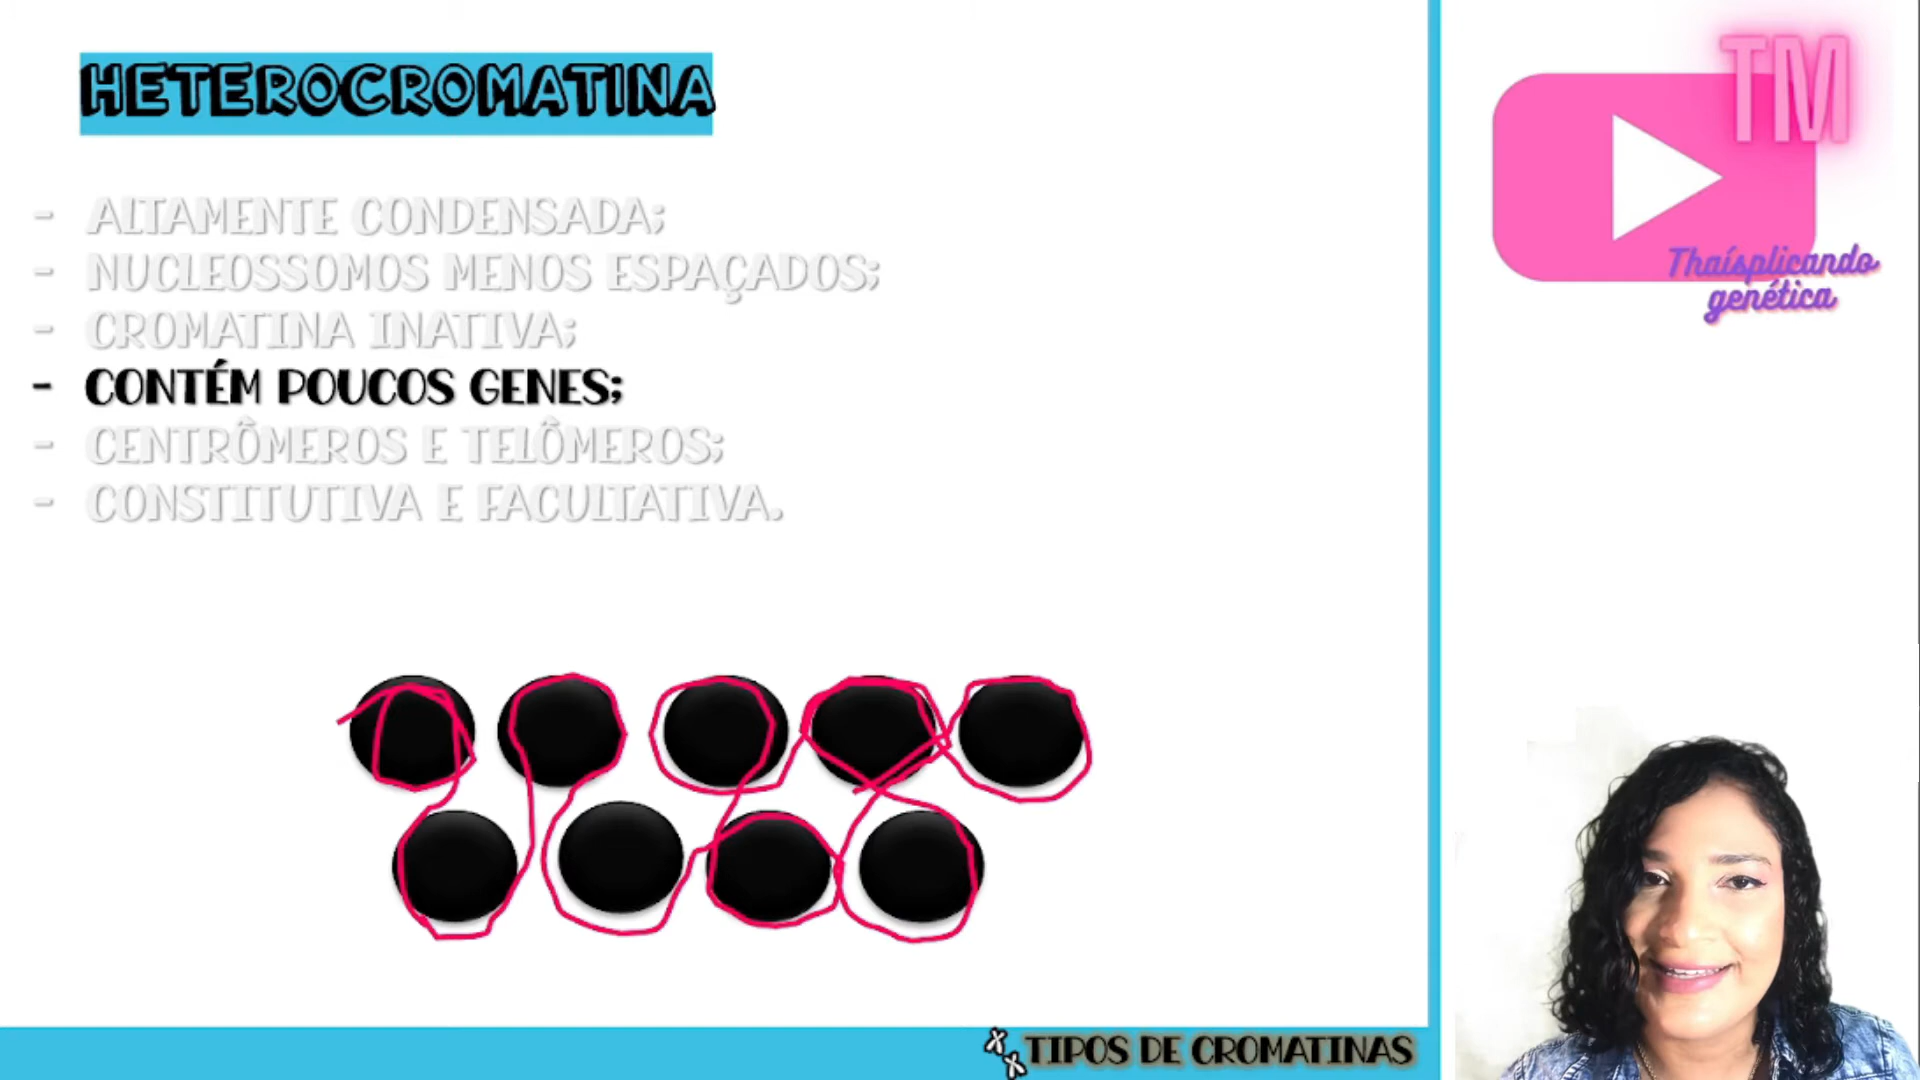 HETEROCROMATINA
- ALTAMENTE CONDENSADA;
- NUCLEOSSOMOS MENOS ESPAÇADOS;
- CROMATINA INATIVA;
- CONTÉM POUCOS GENES;
- CENTRÔMEROS E TELÔMEROS;
- CONSTITUTIVA E FACULTATIVA.
TIPOS DE CROMATINAS
TM
Thaísplicando
genética